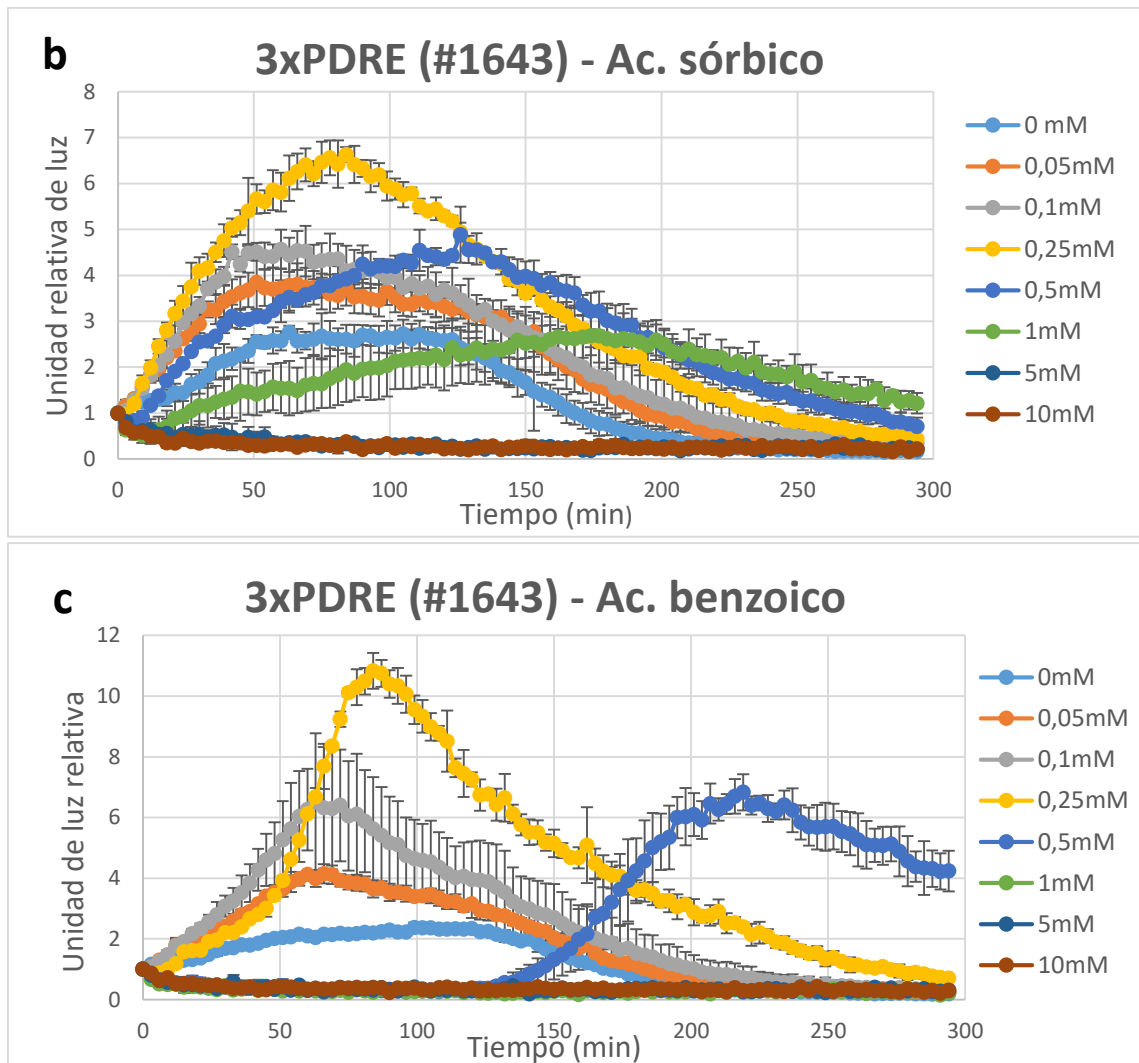 b
3xPDRE (#1643) - Ac. sórbico
Unidad relativa de luz
8
7
6
5
4
3
2
1
0
0 50 100 150 200 250 300
Tiempo (min)
0 mM
0,05mM
0,1mM
0,25mM
0,5mM
1mM
5mM
10mM
c
3xPDRE (#1643) - Ac. benzoico
Unidad de luz relativa
12
10
8
6
4
2
0
0 50 100 150 200 250 300
Tiempo (min)
0mM
0,05mM
0,1mM
0,25mM
0,5mM
1mM
5mM
10mM